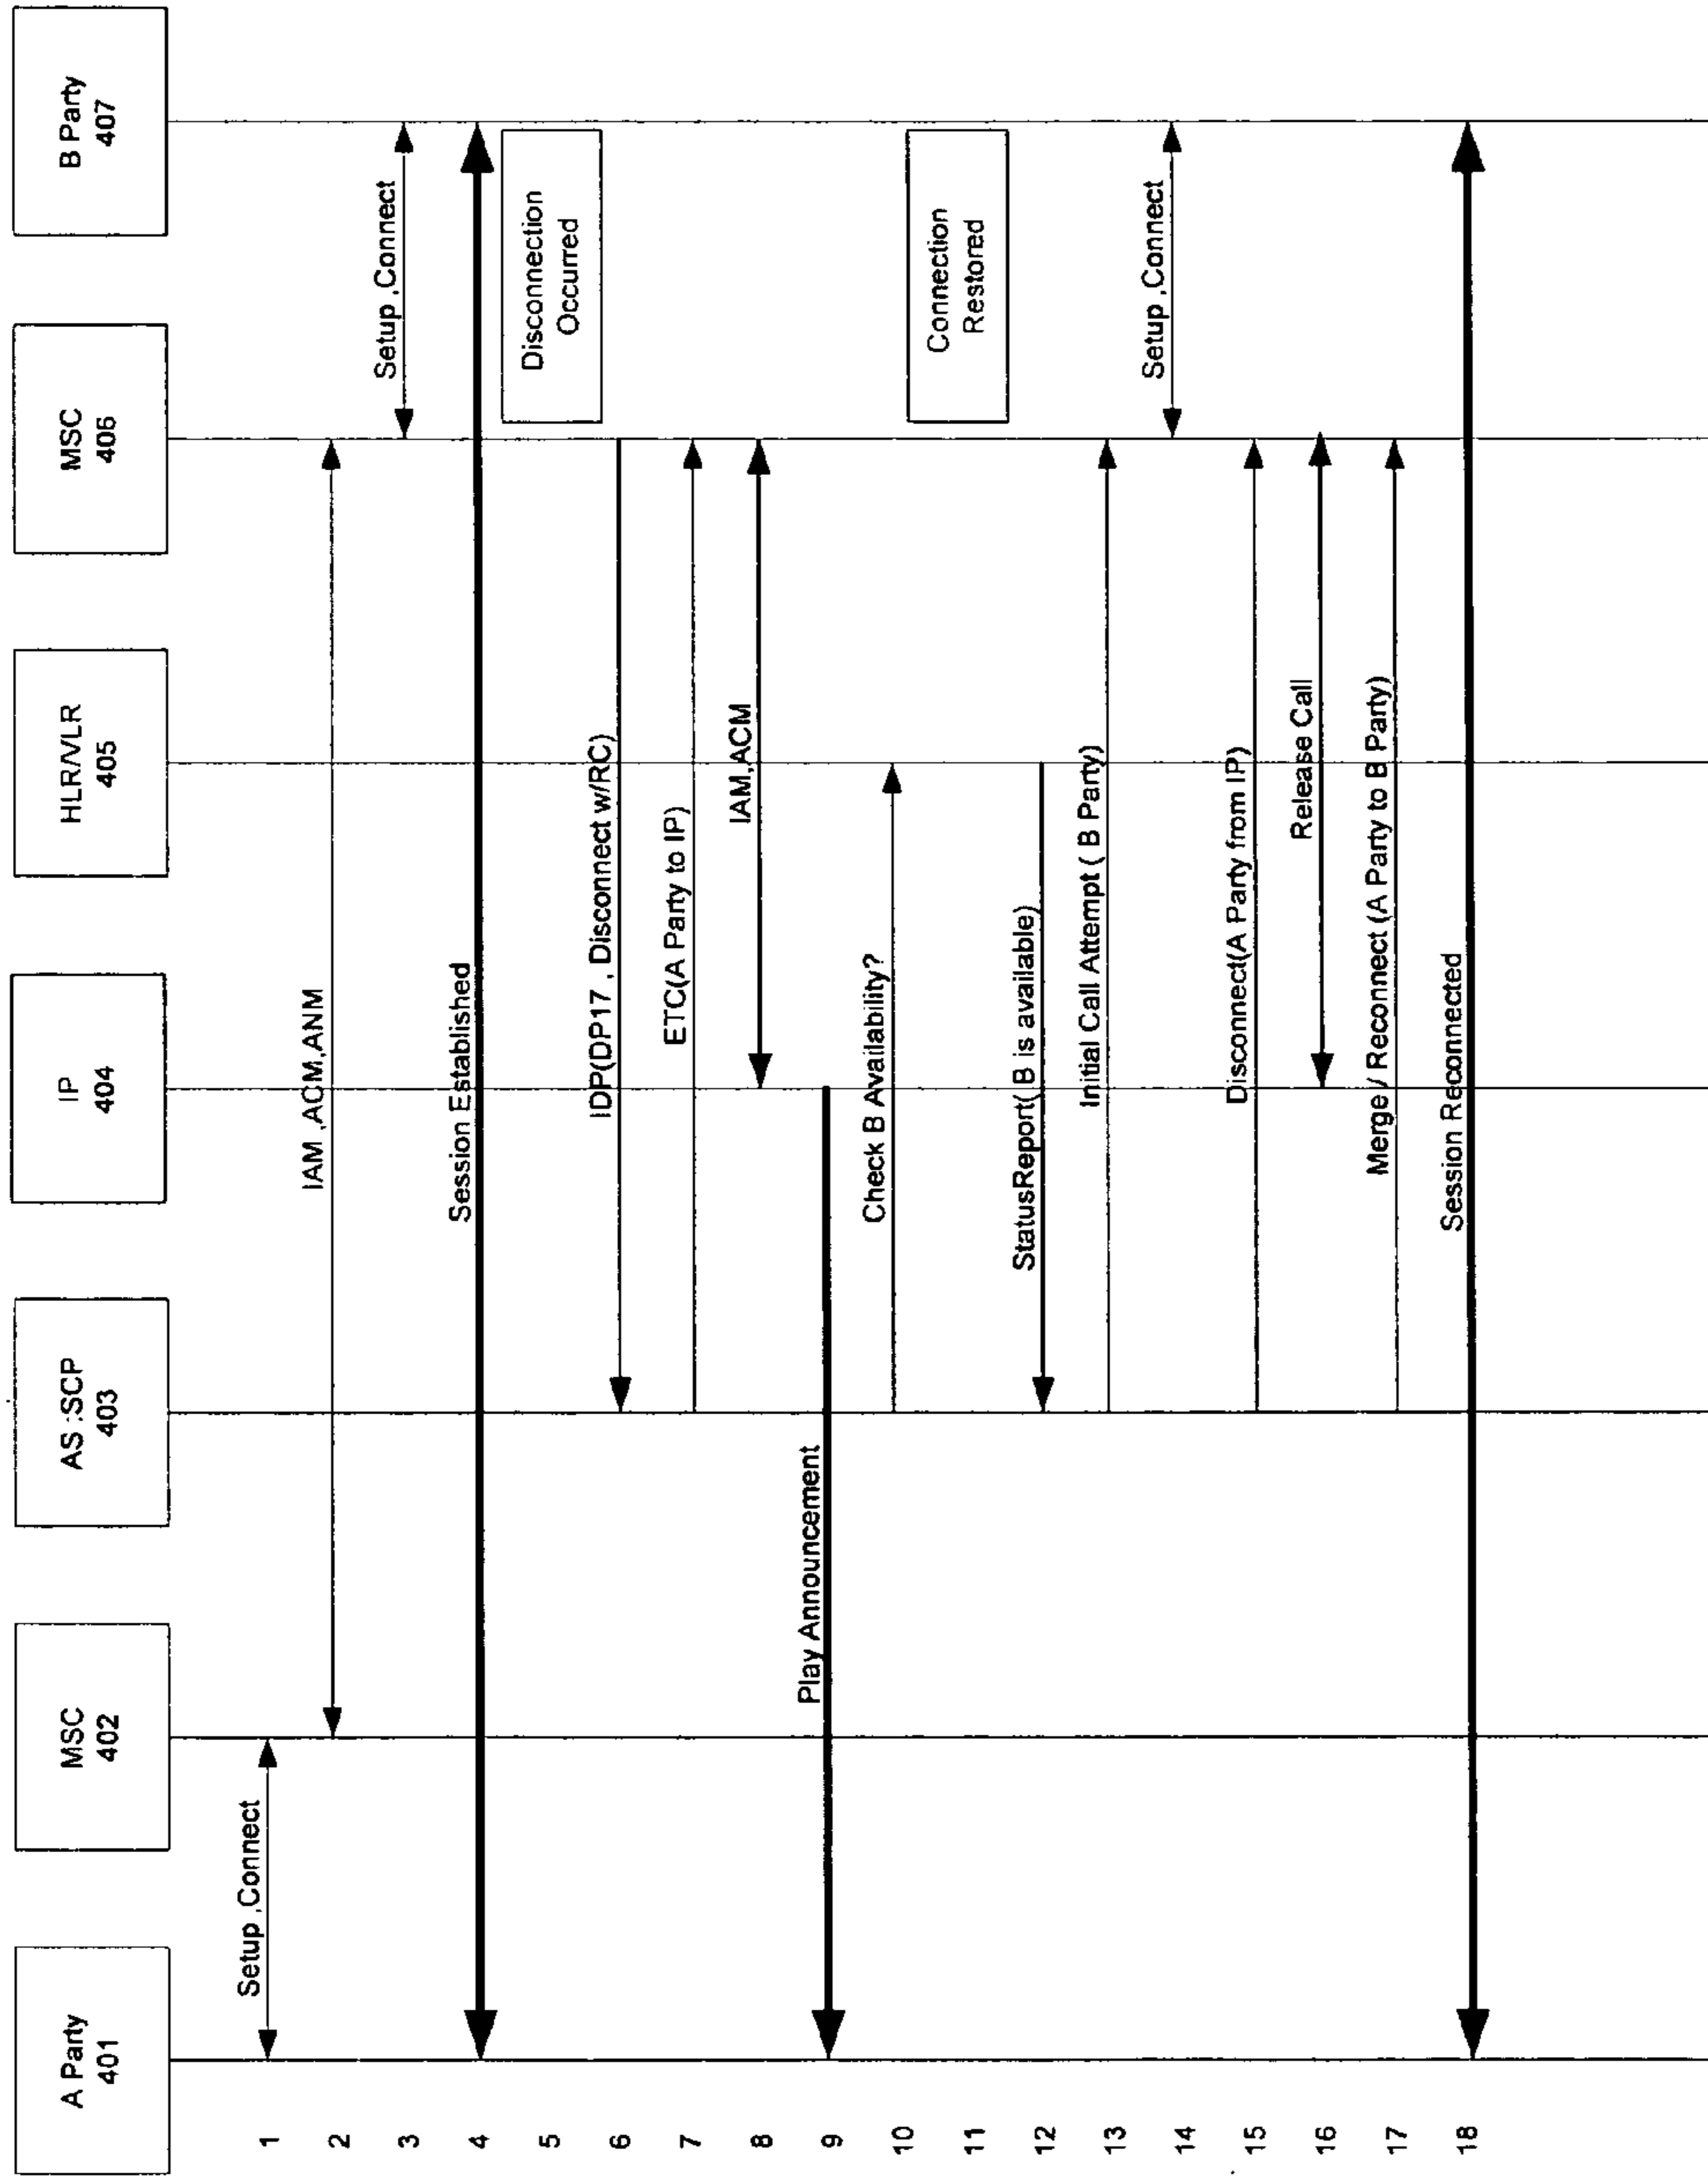 A Party
401
MSC
402
AS :SCP
403
IP
404
HLR/VLR
405
MSC
406
B Party
407
1
Setup ,Connect
2
IAM ,ACM,ANM
3
Setup ,Connect
4
Session Established
5
Disconnection
Occurred
6
IDP(DP17 , Disconnect w/RC)
7
ETC(A Party to IP)
8
IAM,ACM
9
Play Announcement
10
Check B Availability?
11
Connection
Restored
12
StatusReport( B is available)
13
Initial Call Attempt ( B Party)
14
Setup ,Connect
15
Disconnect(A Party from IP)
16
Release Call
17
Merge / Reconnect (A Party to B Party)
18
Session Reconnected